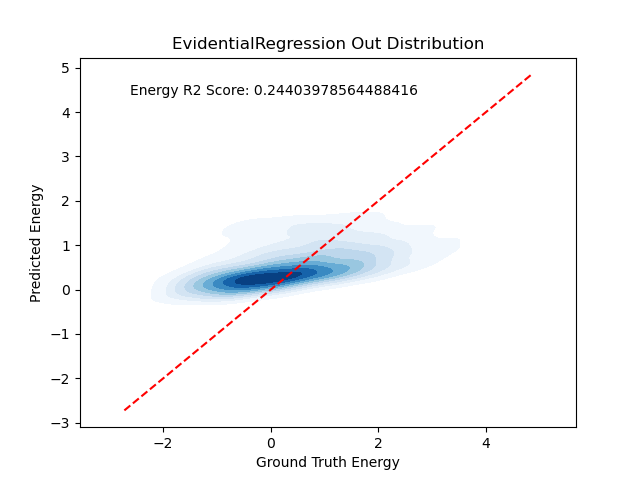 EvidentialRegression Out Distribution
Energy R2 Score: 0.24403978564488416
5
4
3
2
1
0
−1
−2
−3
Predicted Energy
−2 0 2 4
Ground Truth Energy